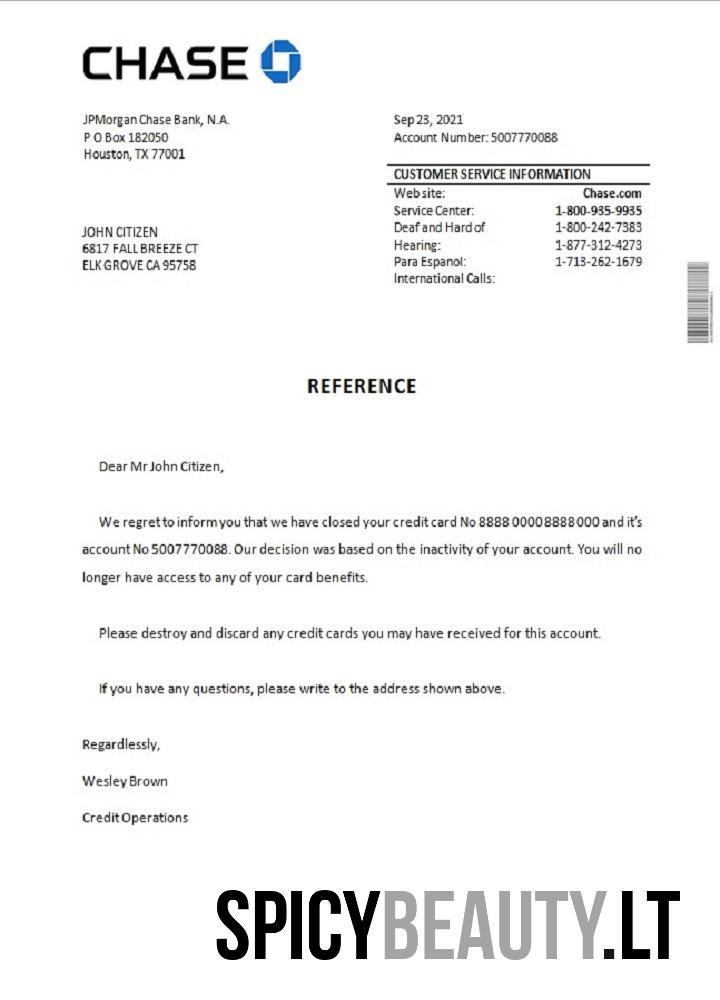 CHASE
JPMorgan Chase Bank, N.A.
P O Box 182050
Houston, TX 77001
Sep 23, 2021
Account Number: 5007770088
CUSTOMER SERVICE INFORMATION
Web site: Chase.com
Service Center: 1-800-935-9935
Deaf and Hard of 1-800-242-7383
Hearing: 1-877-312-4273
Para Espanol: 1-713-262-1679
International Calls:
JOHN CITIZEN
6817 FALL BREEZE CT
ELK GROVE CA 95758
REFERENCE
Dear Mr John Citizen,
We regret to inform you that we have closed your credit card No 8888 0000 8888 000 and it's
account No 5007770088. Our decision was based on the inactivity of your account. You will no
longer have access to any of your card benefits.
Please destroy and discard any credit cards you may have received for this account.
If you have any questions, please write to the address shown above.
Regardlessly,
Wesley Brown
Credit Operations
SPICYBEAUTY.LT